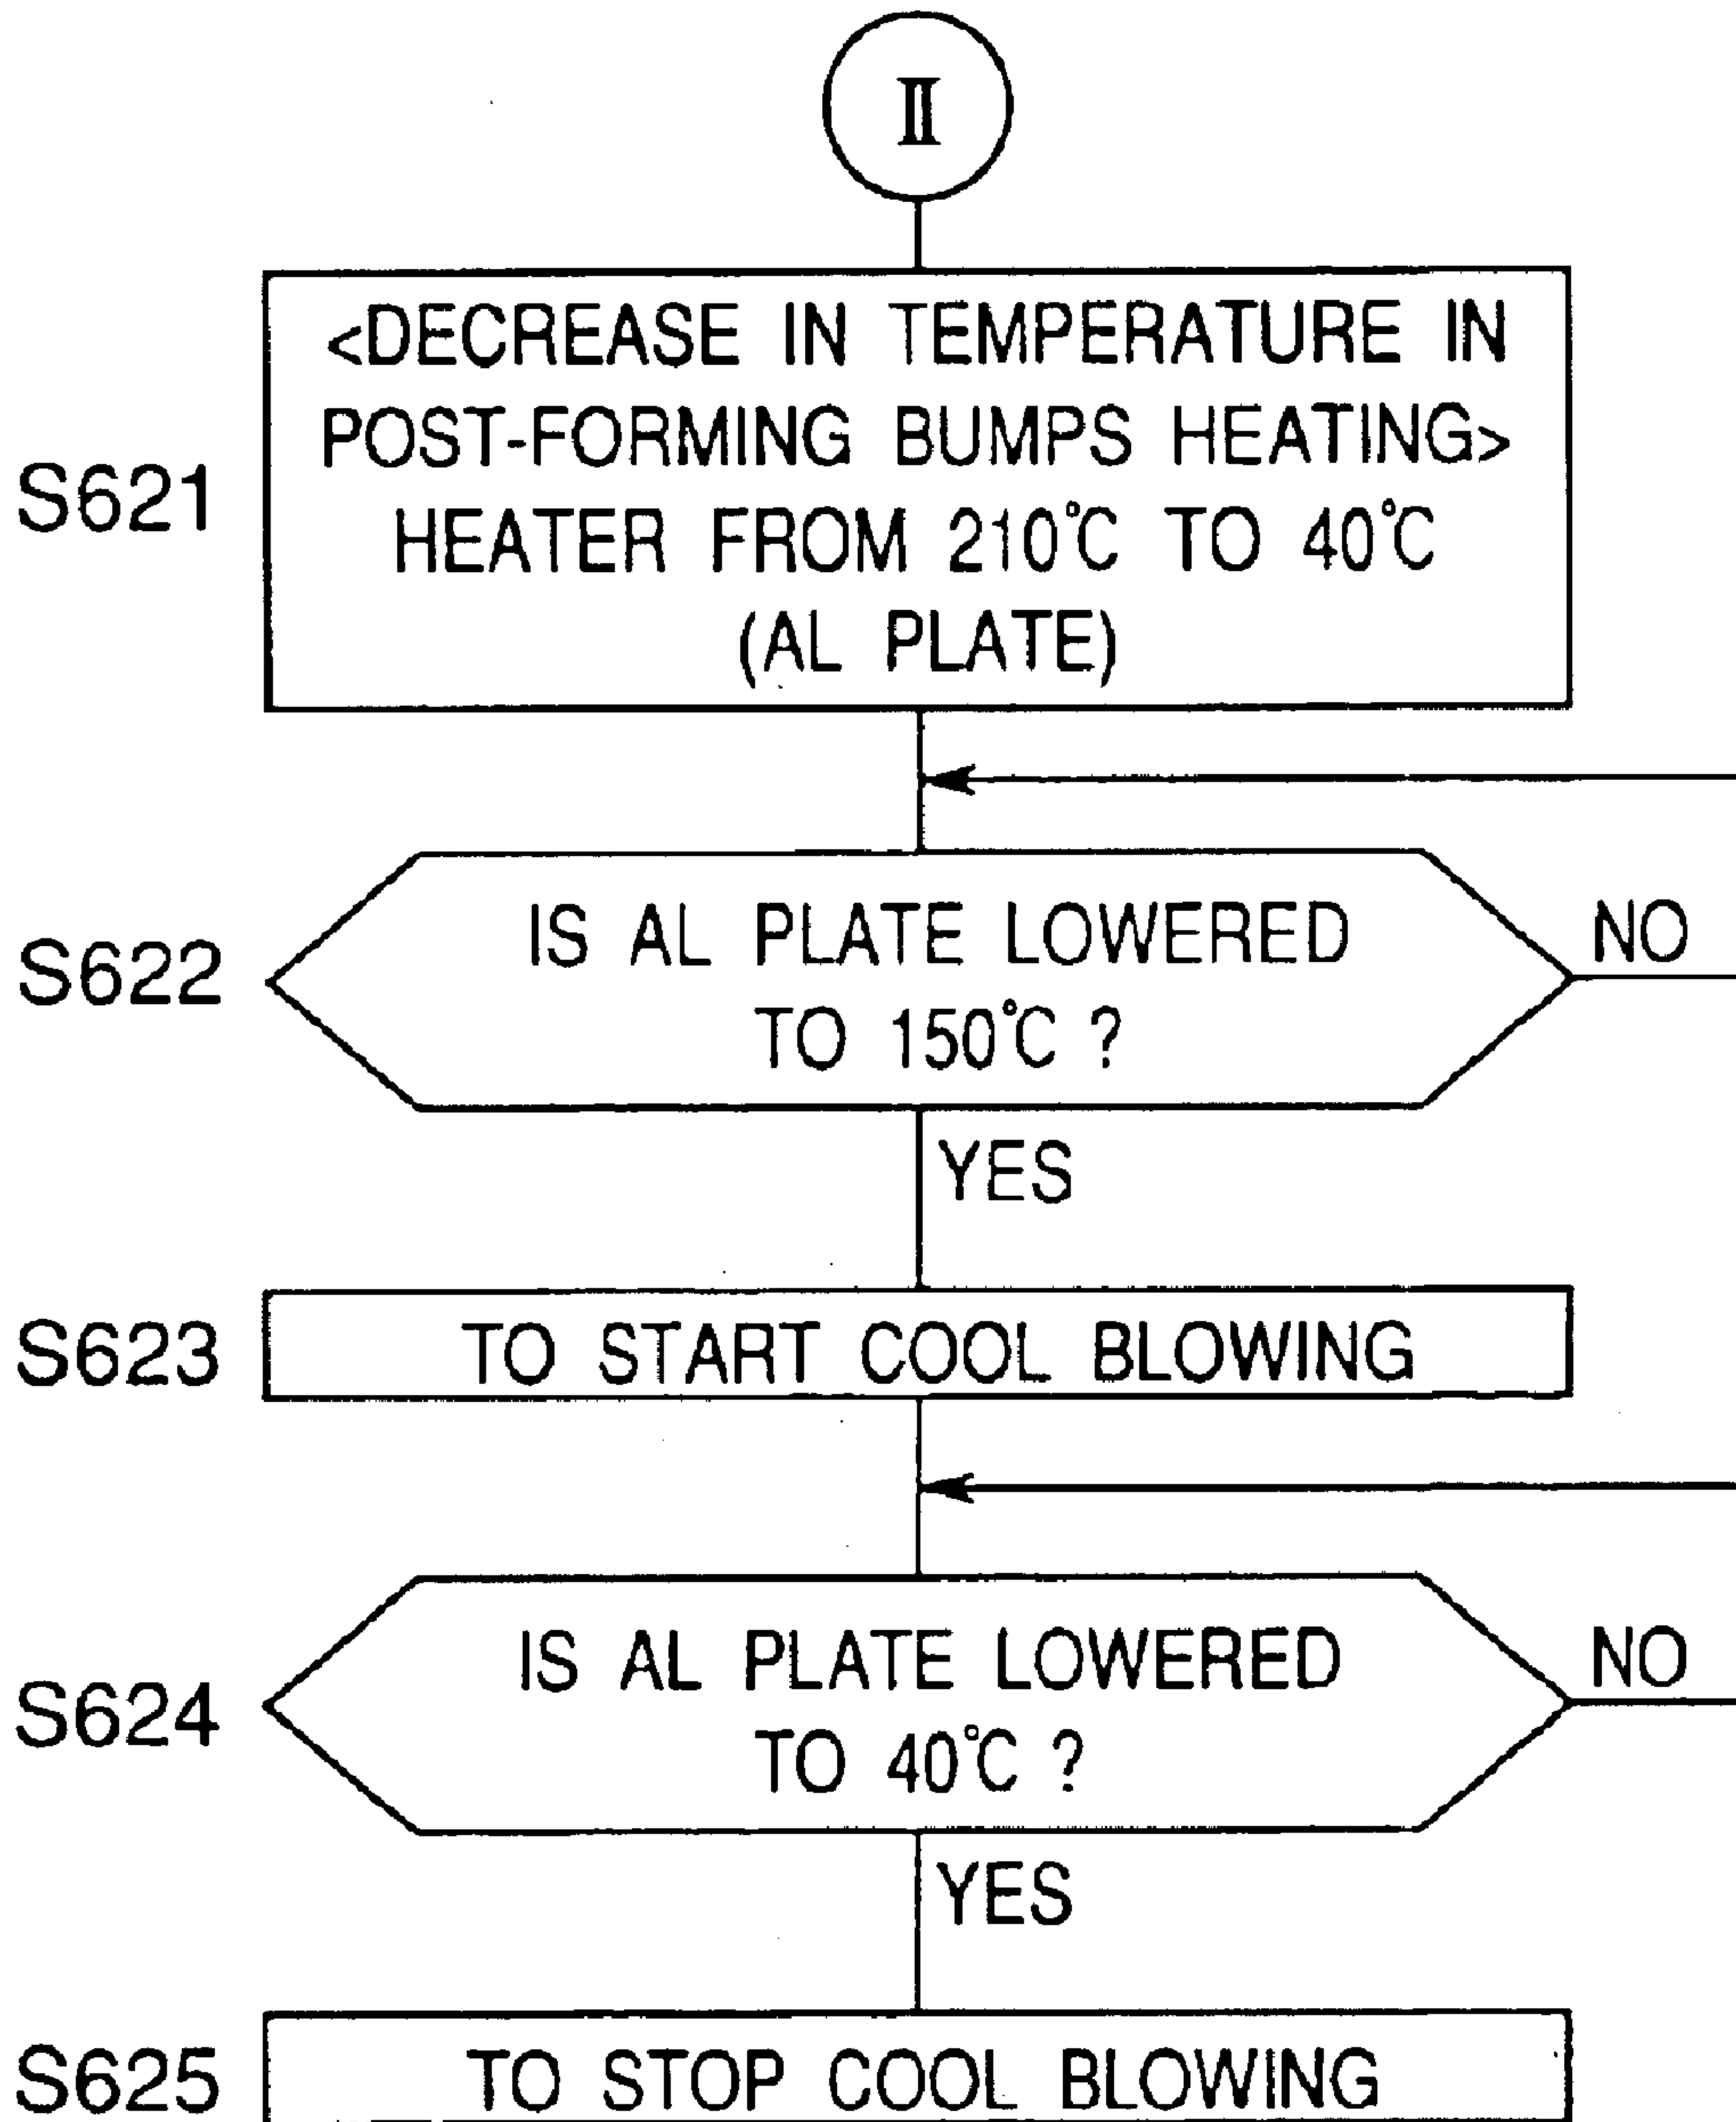 II
<DECREASE IN TEMPERATURE IN
POST-FORMING BUMPS HEATING>
HEATER FROM 210°C TO 40°C
(AL PLATE)
S621
IS AL PLATE LOWERED
TO 150°C ?
S622
NO
YES
S623
TO START COOL BLOWING
IS AL PLATE LOWERED
TO 40°C ?
S624
NO
YES
S625
TO STOP COOL BLOWING